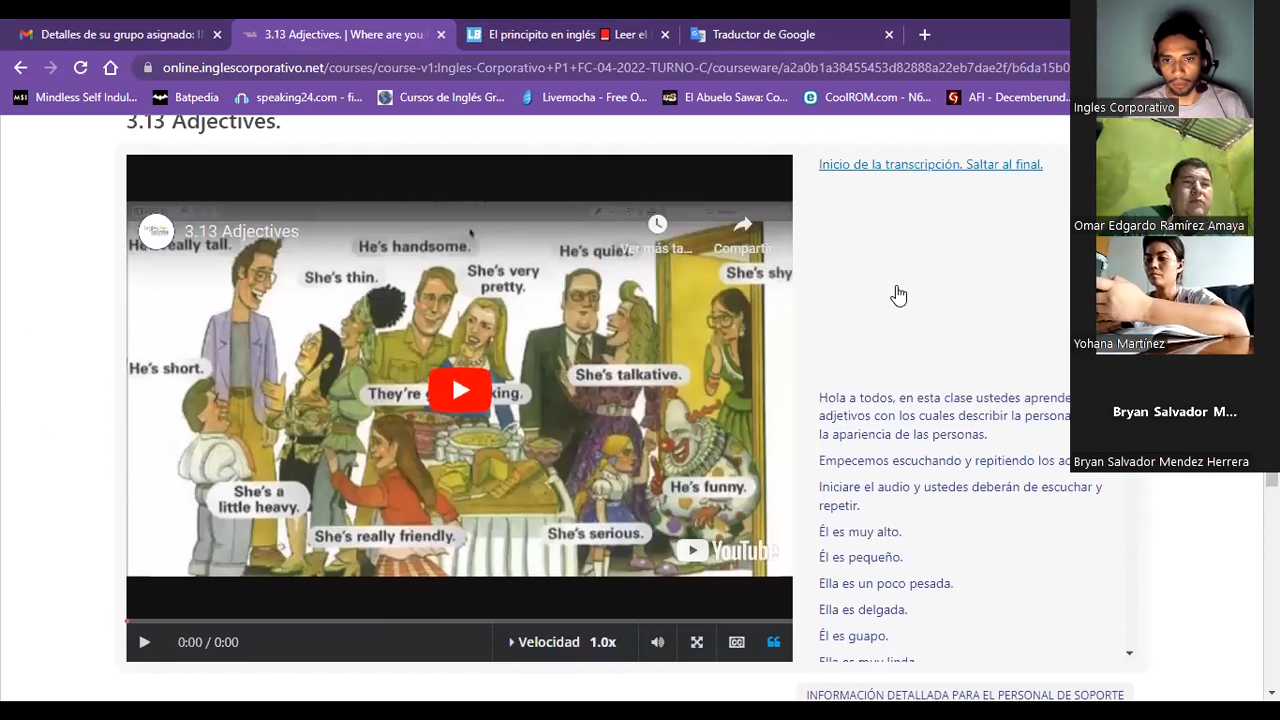 Detalles de su grupo asignado: I
3.13 Adjectives. | Where are you
El principito en inglés 📕 Leer el
Traductor de Google
online.inglescorporativo.net/courses/course-v1:Ingles-Corporativo+P1+FC-04-2022-TURNO-C/courseware/a2a0b1a38455453d82888a22eb7dae2f/b6da15b0
Mindless Self Indul...
Batpedia
speaking24.com - fi...
Cursos de Inglés Gr...
Livemocha - Free O...
El Abuelo Sawa: Co...
CoolROM.com - N6...
AFI - Decemberund
3.13 Adjectives.
3.13 Adjectives
Ver más ta...
Compartir
He's really tall.
He's handsome.
He's quiet.
She's thin.
She's very
pretty.
She's shy
He's short.
They're
king.
She's talkative.
She's a
little heavy.
He's funny.
She's really friendly.
She's serious.
YouTube
0:00 / 0:00
Velocidad 1.0x
Inicio de la transcripción. Saltar al final.
Hola a todos, en esta clase ustedes aprende
adjetivos con los cuales describir la persona
la apariencia de las personas.
Empecemos escuchando y repitiendo los
Iniciare el audio y ustedes deberán de escuchar y
repetir.
Él es muy alto.
Él es pequeño.
Ella es un poco pesada.
Ella es delgada.
Él es guapo.
Ella es muy linda
INFORMACIÓN DETALLADA PARA EL PERSONAL DE SOPORTE
Ingles Corporativo
Omar Edgardo Ramírez Amaya
Yohana Martínez
Bryan Salvador M...
Bryan Salvador Mendez Herrera